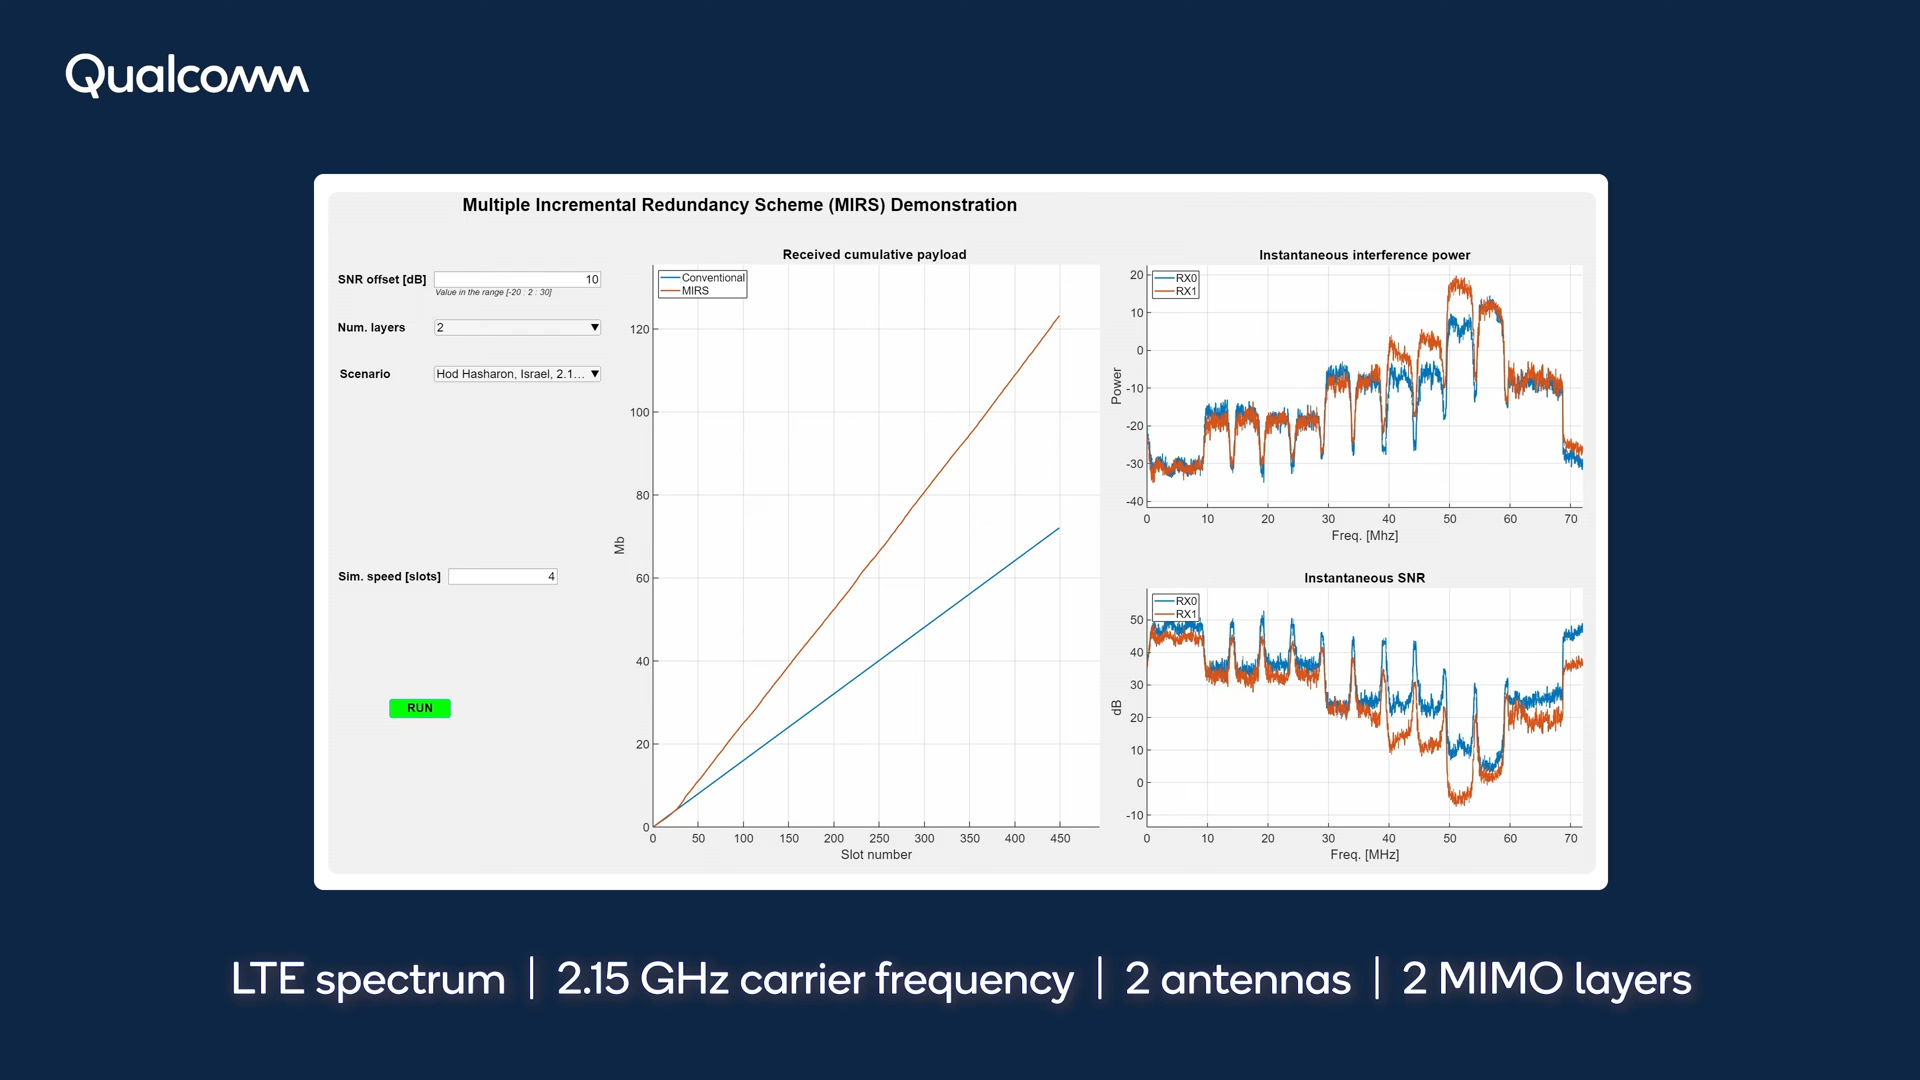 Qualcomm
Multiple Incremental Redundancy Scheme (MIRS) Demonstration
SNR offset [dB]
10
Value in the range [-20 : 2 : 30]
Num. layers
2
Scenario
Hod Hasharon, Israel, 2.1...
Sim. speed [slots]
4
RUN
Received cumulative payload
Conventional
MIRS
120
100
80
60
40
20
0
Mb
0 50 100 150 200 250 300 350 400 450
Slot number
Instantaneous interference power
RX0
RX1
20
10
0
-10
-20
-30
-40
Power
0 10 20 30 40 50 60 70
Freq. [Mhz]
Instantaneous SNR
RX0
RX1
50
40
30
20
10
0
-10
dB
0 10 20 30 40 50 60 70
Freq. [MHz]
LTE spectrum | 2.15 GHz carrier frequency | 2 antennas | 2 MIMO layers